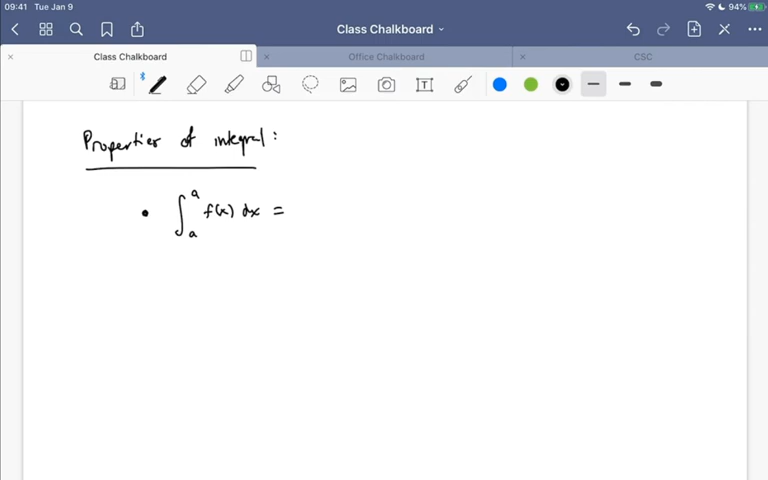 09:41 Tue Jan 9 94%
Class Chalkboard
Class Chalkboard Office Chalkboard CSC
T
Properties of integral:
• ∫ₐᵃ f(x) dx =